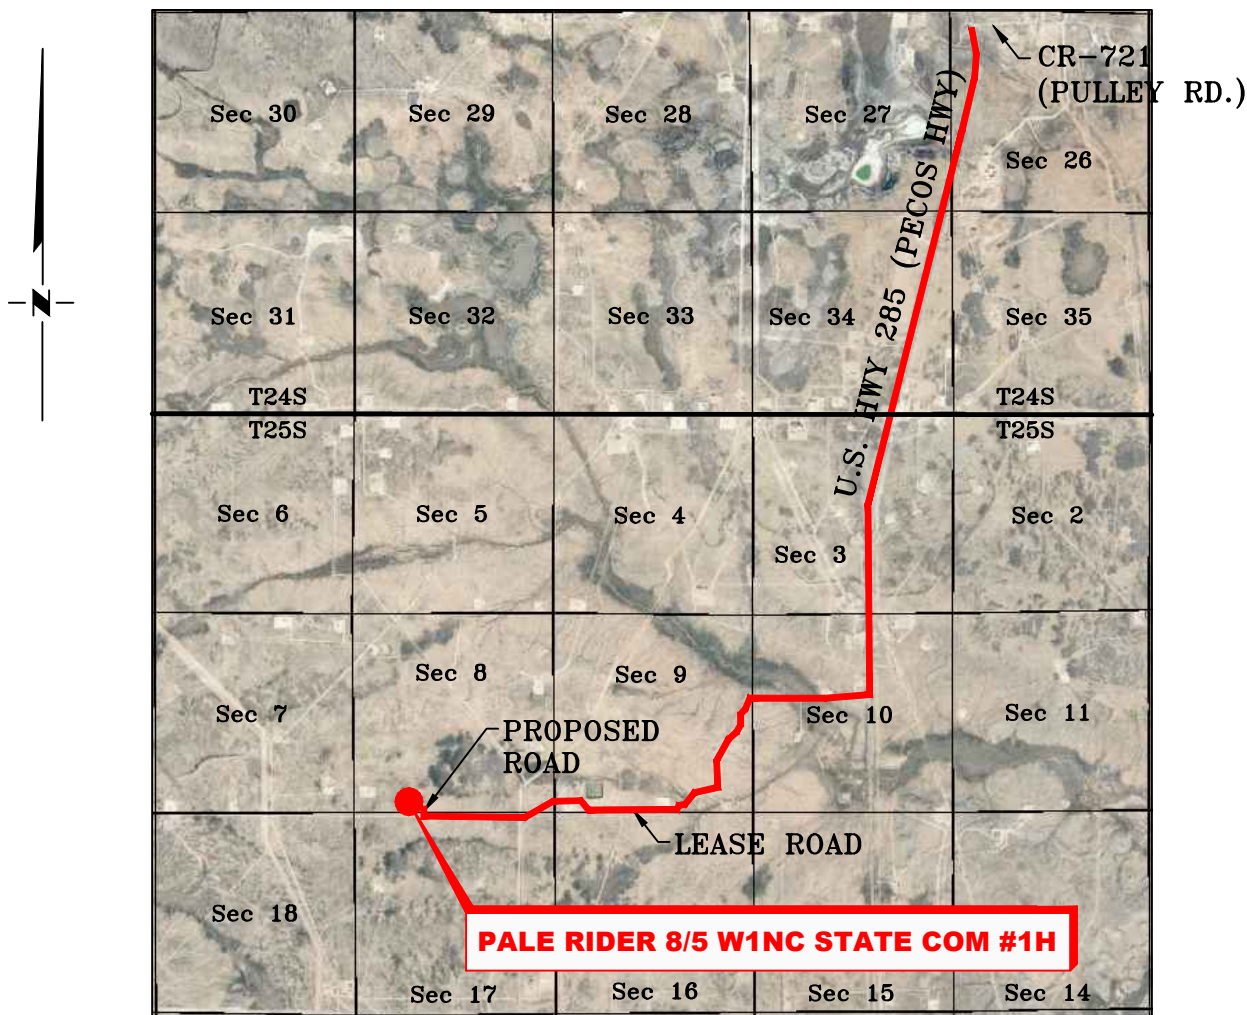 CR-721
(PULLEY RD.)
Sec 30
Sec 29
Sec 28
Sec 27
Sec 26
U.S. HWY 285 (PECOS HWY)
N
Sec 31
Sec 32
Sec 33
Sec 34
Sec 35
T24S
T24S
T25S
T25S
Sec 6
Sec 5
Sec 4
Sec 3
Sec 2
Sec 7
Sec 8
Sec 9
Sec 10
Sec 11
PROPOSED
ROAD
LEASE ROAD
Sec 18
PALE RIDER 8/5 W1NC STATE COM #1H
Sec 17
Sec 16
Sec 15
Sec 14